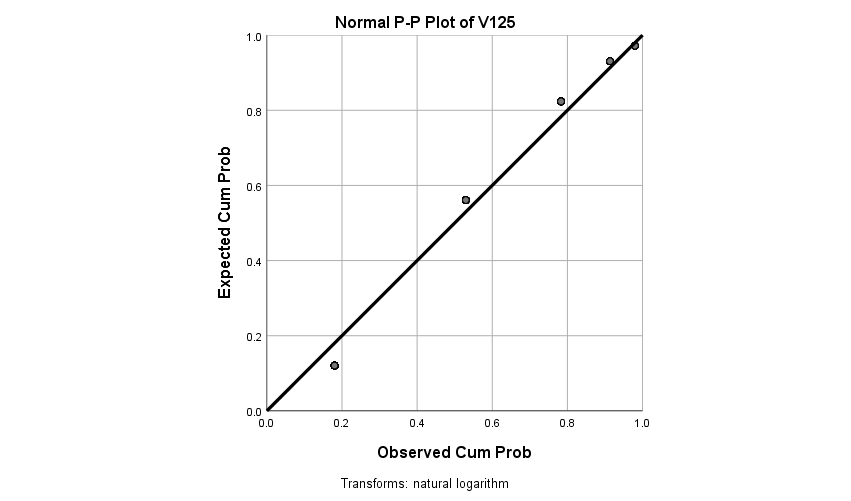 Normal P-P Plot of V125
1.0
0.8
0.6
0.4
0.2
0.0
Expected Cum Prob
0.0 0.2 0.4 0.6 0.8 1.0
Observed Cum Prob
Transforms: natural logarithm